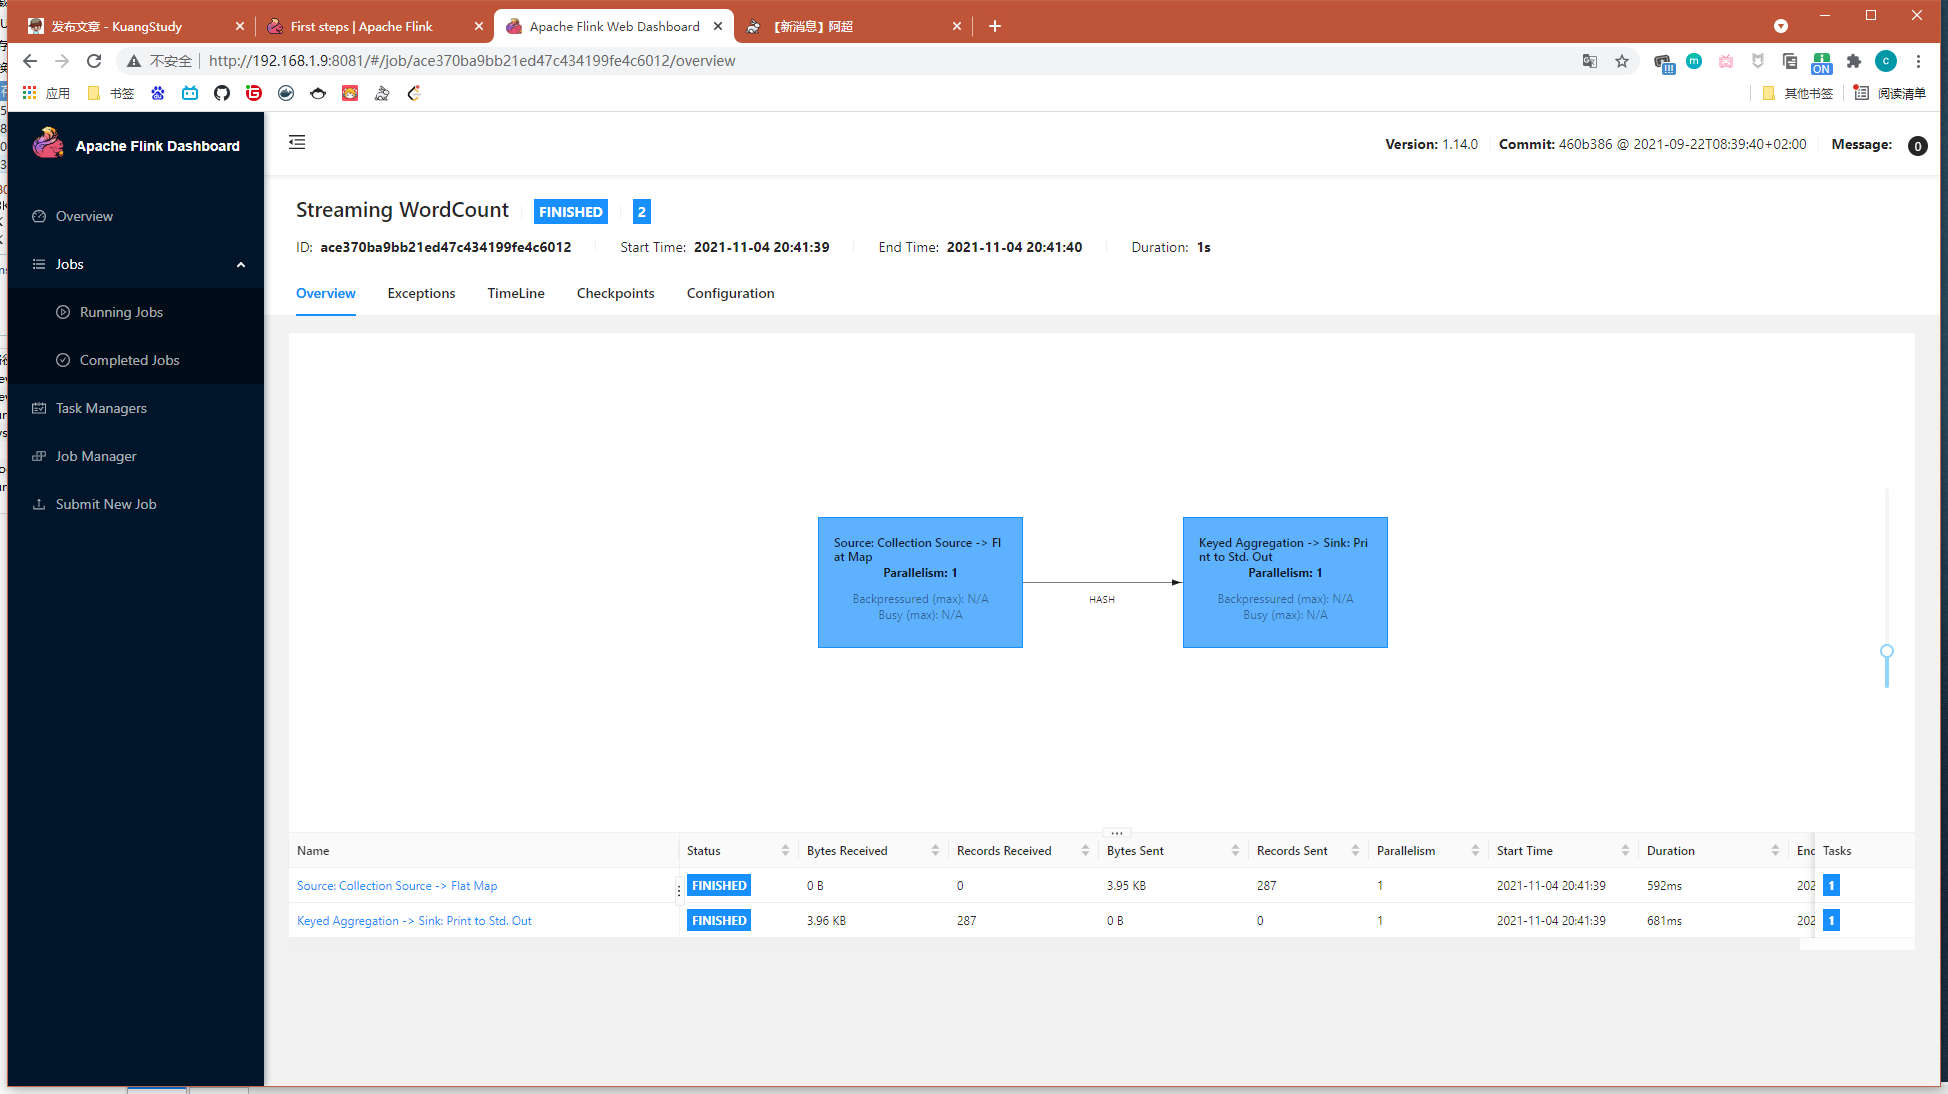 发布文章 - KuangStudy
First steps | Apache Flink
Apache Flink Web Dashboard
【新消息】阿超
不安全 | http://192.168.1.9:8081/#/job/ace370ba9bb21ed47c434199fe4c6012/overview
!!!
m
ON
c
应用
书签
其他书签
阅读清单
Apache Flink Dashboard
Version: 1.14.0
Commit: 460b386 @ 2021-09-22T08:39:40+02:00
Message: 0
Overview
Jobs
Running Jobs
Completed Jobs
Task Managers
Job Manager
Submit New Job
Streaming WordCount FINISHED 2
ID: ace370ba9bb21ed47c434199fe4c6012 Start Time: 2021-11-04 20:41:39 End Time: 2021-11-04 20:41:40 Duration: 1s
Overview Exceptions TimeLine Checkpoints Configuration
Source: Collection Source -> Fl
at Map
Parallelism: 1
Backpressured (max): N/A
Busy (max): N/A
HASH
Keyed Aggregation -> Sink: Pri
nt to Std. Out
Parallelism: 1
Backpressured (max): N/A
Busy (max): N/A
Name Status Bytes Received Records Received Bytes Sent Records Sent Parallelism Start Time Duration Enc Tasks
Source: Collection Source -> Flat Map FINISHED 0 B 0 3.95 KB 287 1 2021-11-04 20:41:39 592ms 202 1
Keyed Aggregation -> Sink: Print to Std. Out FINISHED 3.96 KB 287 0 B 0 1 2021-11-04 20:41:39 681ms 202 1